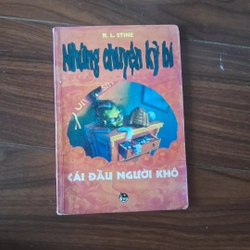 R. L. STINE
Những chuyện kỳ bí
CÁI ĐẦU NGƯỜI KHÔ